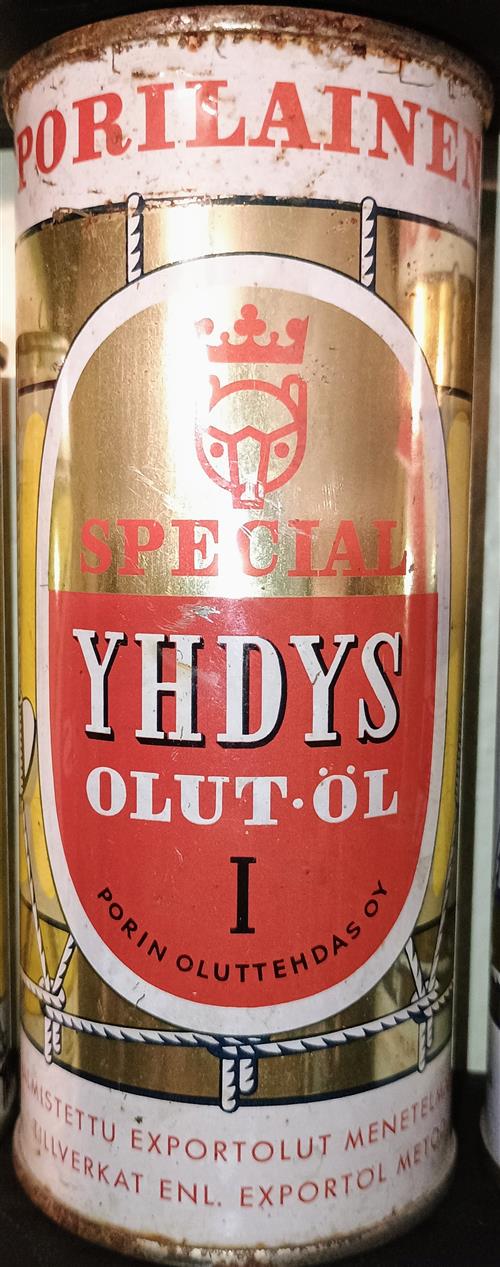 PORILAINEN
SPECIAL
YHDYS
OLUT·ÖL
I
PORIN OLUTTEHDAS OY
EXPORTOLUT
ENL. EXPORTÖL